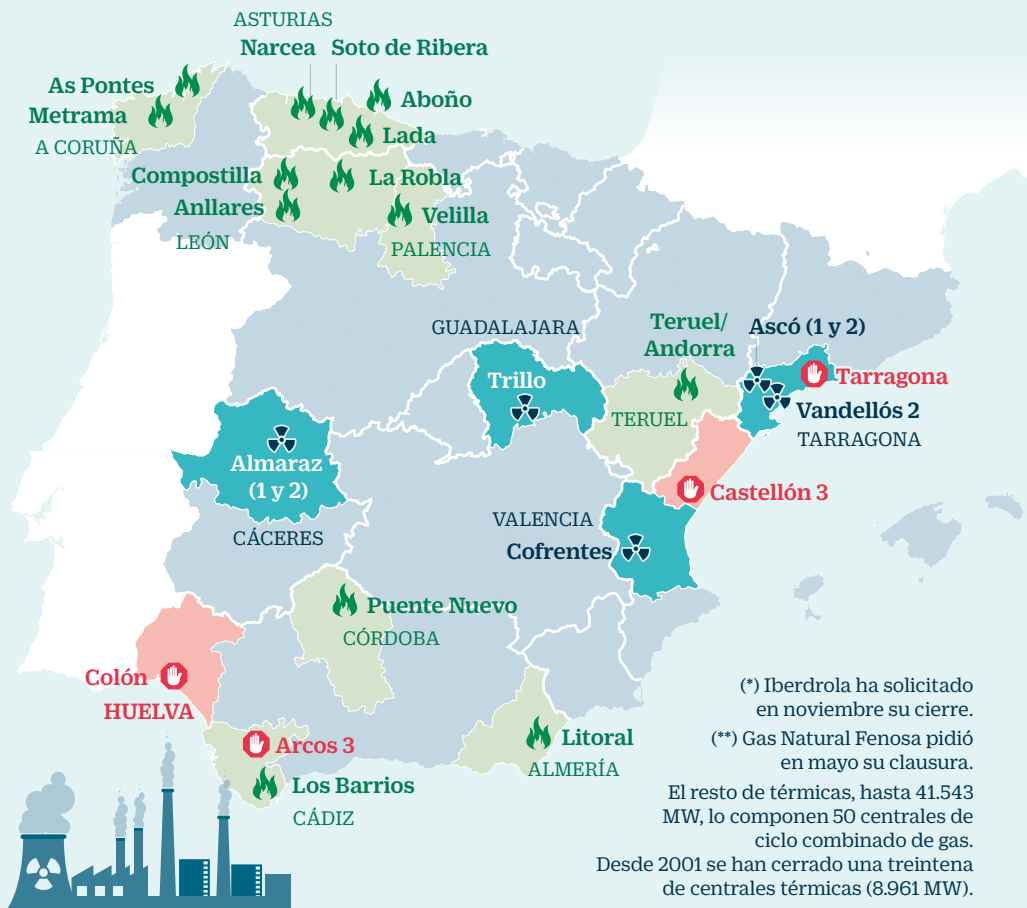 ASTURIAS
Narcea
Soto de Ribera
As Pontes
Metrama
A CORUÑA
Aboño
Lada
Compostilla
La Robla
Anllares
Velilla
LEÓN
PALENCIA
GUADALAJARA
Trillo
Teruel/
Andorra
TERUEL
Ascó (1 y 2)
Tarragona
Vandellós 2
TARRAGONA
Almaraz
(1 y 2)
CÁCERES
Castellón 3
VALENCIA
Cofrentes
Puente Nuevo
CÓRDOBA
Colón
HUELVA
Arcos 3
Los Barrios
CÁDIZ
Litoral
ALMERÍA
(*) Iberdrola ha solicitado
en noviembre su cierre.
(**) Gas Natural Fenosa pidió
en mayo su clausura.
El resto de térmicas, hasta 41.543
MW, lo componen 50 centrales de
ciclo combinado de gas.
Desde 2001 se han cerrado una treintena
de centrales térmicas (8.961 MW).